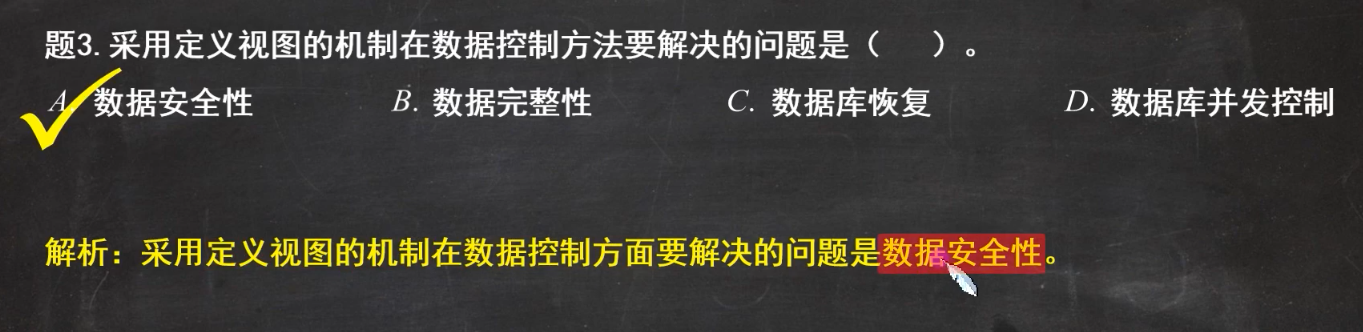 题3.采用定义视图的机制在数据控制方法要解决的问题是（　）。
A. 数据安全性 B. 数据完整性 C. 数据库恢复 D. 数据库并发控制
解析：采用定义视图的机制在数据控制方面要解决的问题是数据安全性。